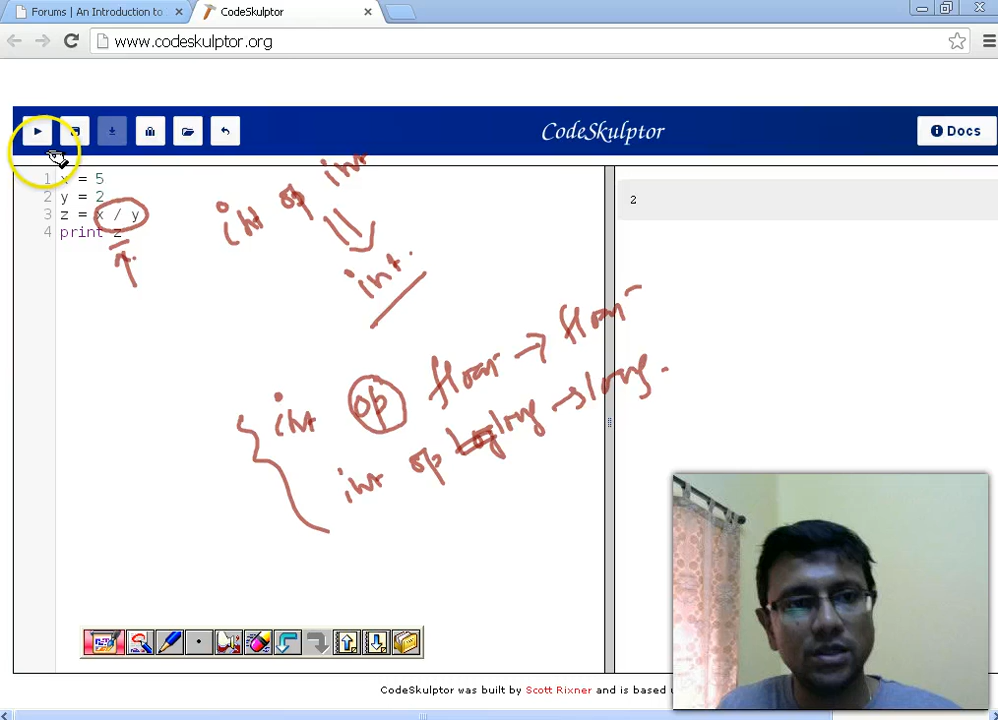 Forums | An Introduction to
CodeSkulptor
www.codeskulptor.org
CodeSkulptor
Docs
1 x = 5
2 y = 2
3 z = x / y
4 print z
2
int op int
int.
int op float → float
int op long → long.
CodeSkulptor was built by Scott Rixner and is based